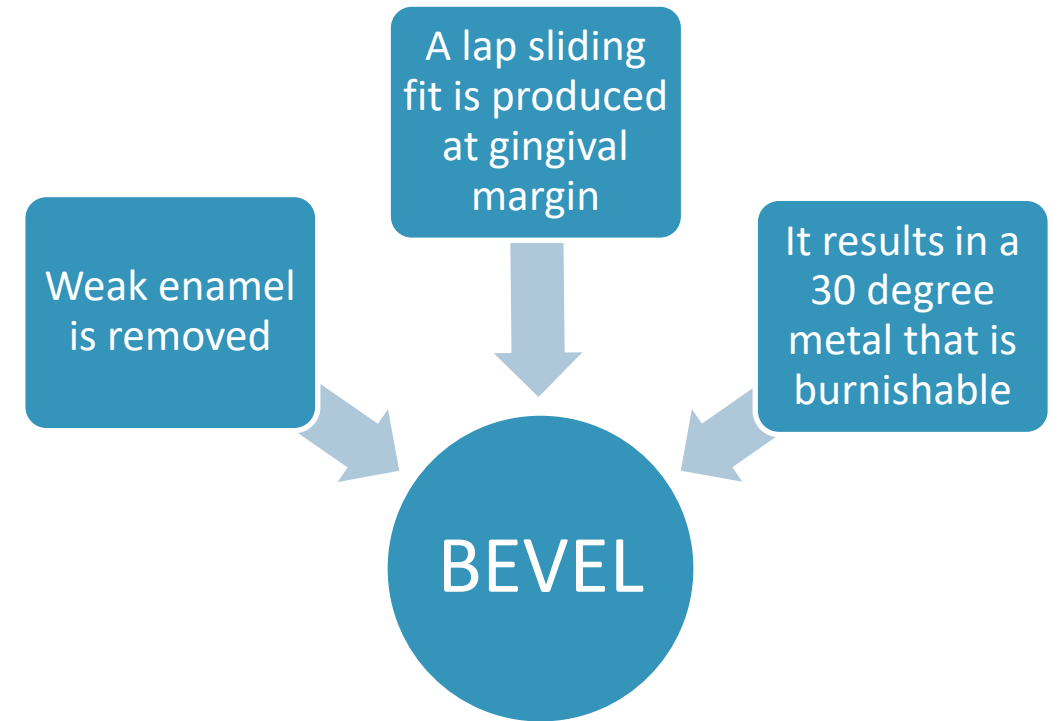 Weak enamel
is removed
A lap sliding
fit is produced
at gingival
margin
It results in a
30 degree
metal that is
burnishable
BEVEL